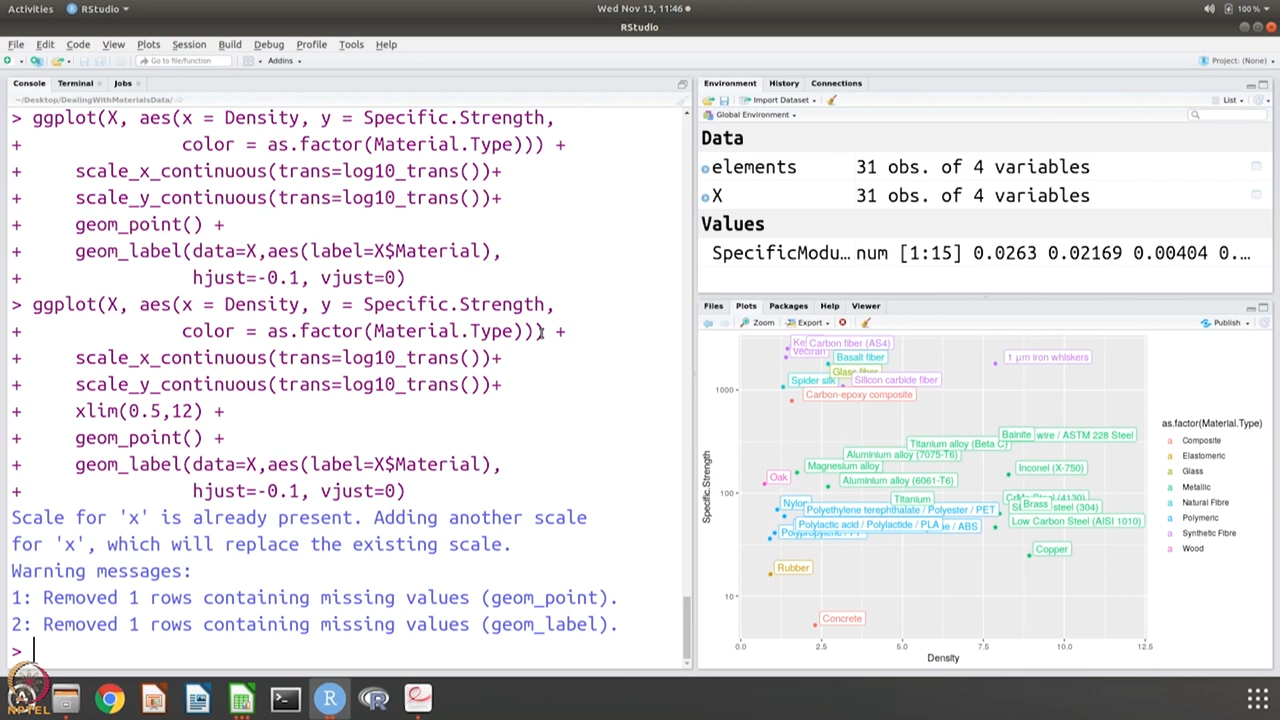 Activities RStudio Wed Nov 13, 11:46 100 %
RStudio
File Edit Code View Plots Session Build Debug Profile Tools Help
Go to file/function Addins Project: (None)
Console Terminal Jobs
~/Desktop/DealingWithMaterialsData/
> ggplot(X, aes(x = Density, y = Specific.Strength,
+ color = as.factor(Material.Type))) +
+ scale_x_continuous(trans=log10_trans())+
+ scale_y_continuous(trans=log10_trans())+
+ geom_point() +
+ geom_label(data=X,aes(label=X$Material),
+ hjust=-0.1, vjust=0)
> ggplot(X, aes(x = Density, y = Specific.Strength,
+ color = as.factor(Material.Type))) +
+ scale_x_continuous(trans=log10_trans())+
+ scale_y_continuous(trans=log10_trans())+
+ xlim(0.5,12) +
+ geom_point() +
+ geom_label(data=X,aes(label=X$Material),
+ hjust=-0.1, vjust=0)
Scale for 'x' is already present. Adding another scale
for 'x', which will replace the existing scale.
Warning messages:
1: Removed 1 rows containing missing values (geom_point).
2: Removed 1 rows containing missing values (geom_label).
>
Environment History Connections
Import Dataset List
Global Environment
Data
elements 31 obs. of 4 variables
X 31 obs. of 4 variables
Values
SpecificModu… num [1:15] 0.0263 0.02169 0.00404 0.…
Files Plots Packages Help Viewer
Zoom Export Publish
Carbon fiber (AS4)
Basalt fiber
1 µm iron whiskers
Glass fiber
Spider silk Silicon carbide fiber
1000
Carbon-epoxy composite
Specific.Strength
Titanium alloy (Beta C) Bainite wire / ASTM 228 Steel
Aluminium alloy (7075-T6)
Magnesium alloy Inconel (X-750)
Oak Aluminium alloy (6061-T6)
100
Titanium Brass
Nylon Polyethylene terephthalate / Polyester / PET steel (304)
Polylactic acid / Polylactide / PLA / ABS Low Carbon Steel (AISI 1010)
Copper
Rubber
10
Concrete
0.0 2.5 5.0 7.5 10.0 12.5
Density
as.factor(Material.Type)
a Composite
a Elastomeric
a Glass
a Metallic
a Natural Fibre
a Polymeric
a Synthetic Fibre
a Wood
NPTEL